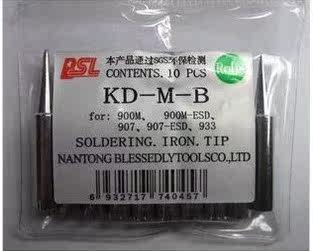 BSL
本产品通过SGS环保检测
CONTENTS. 10 PCS
RoHS
KD-M-B
for: 900M、 900M-ESD、
907、907-ESD、933
SOLDERING. IRON. TIP
NANTONG BLESSEDLYTOOLSCO.,LTD
6 932717 740457